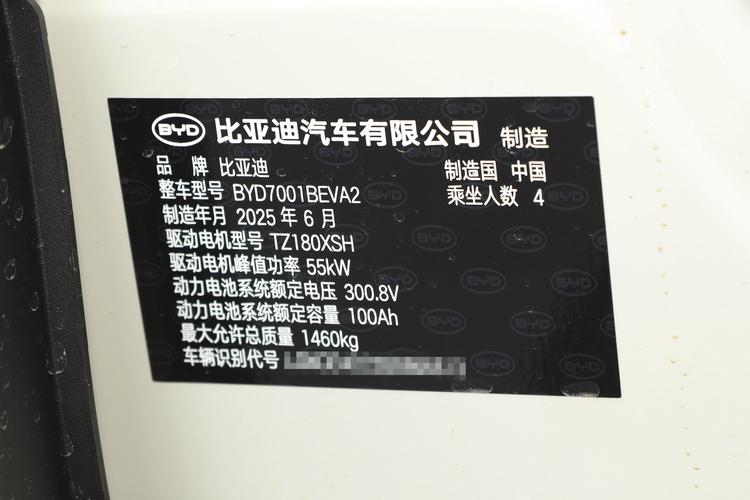 BYD 比亚迪汽车有限公司 制造
品 牌 比亚迪 制造国 中国
整车型号 BYD7001BEVA2 乘坐人数 4
制造年月 2025 年 6 月
驱动电机型号 TZ180XSH
驱动电机峰值功率 55kW
动力电池系统额定电压 300.8V
动力电池系统额定容量 100Ah
最大允许总质量 1460kg
车辆识别代号